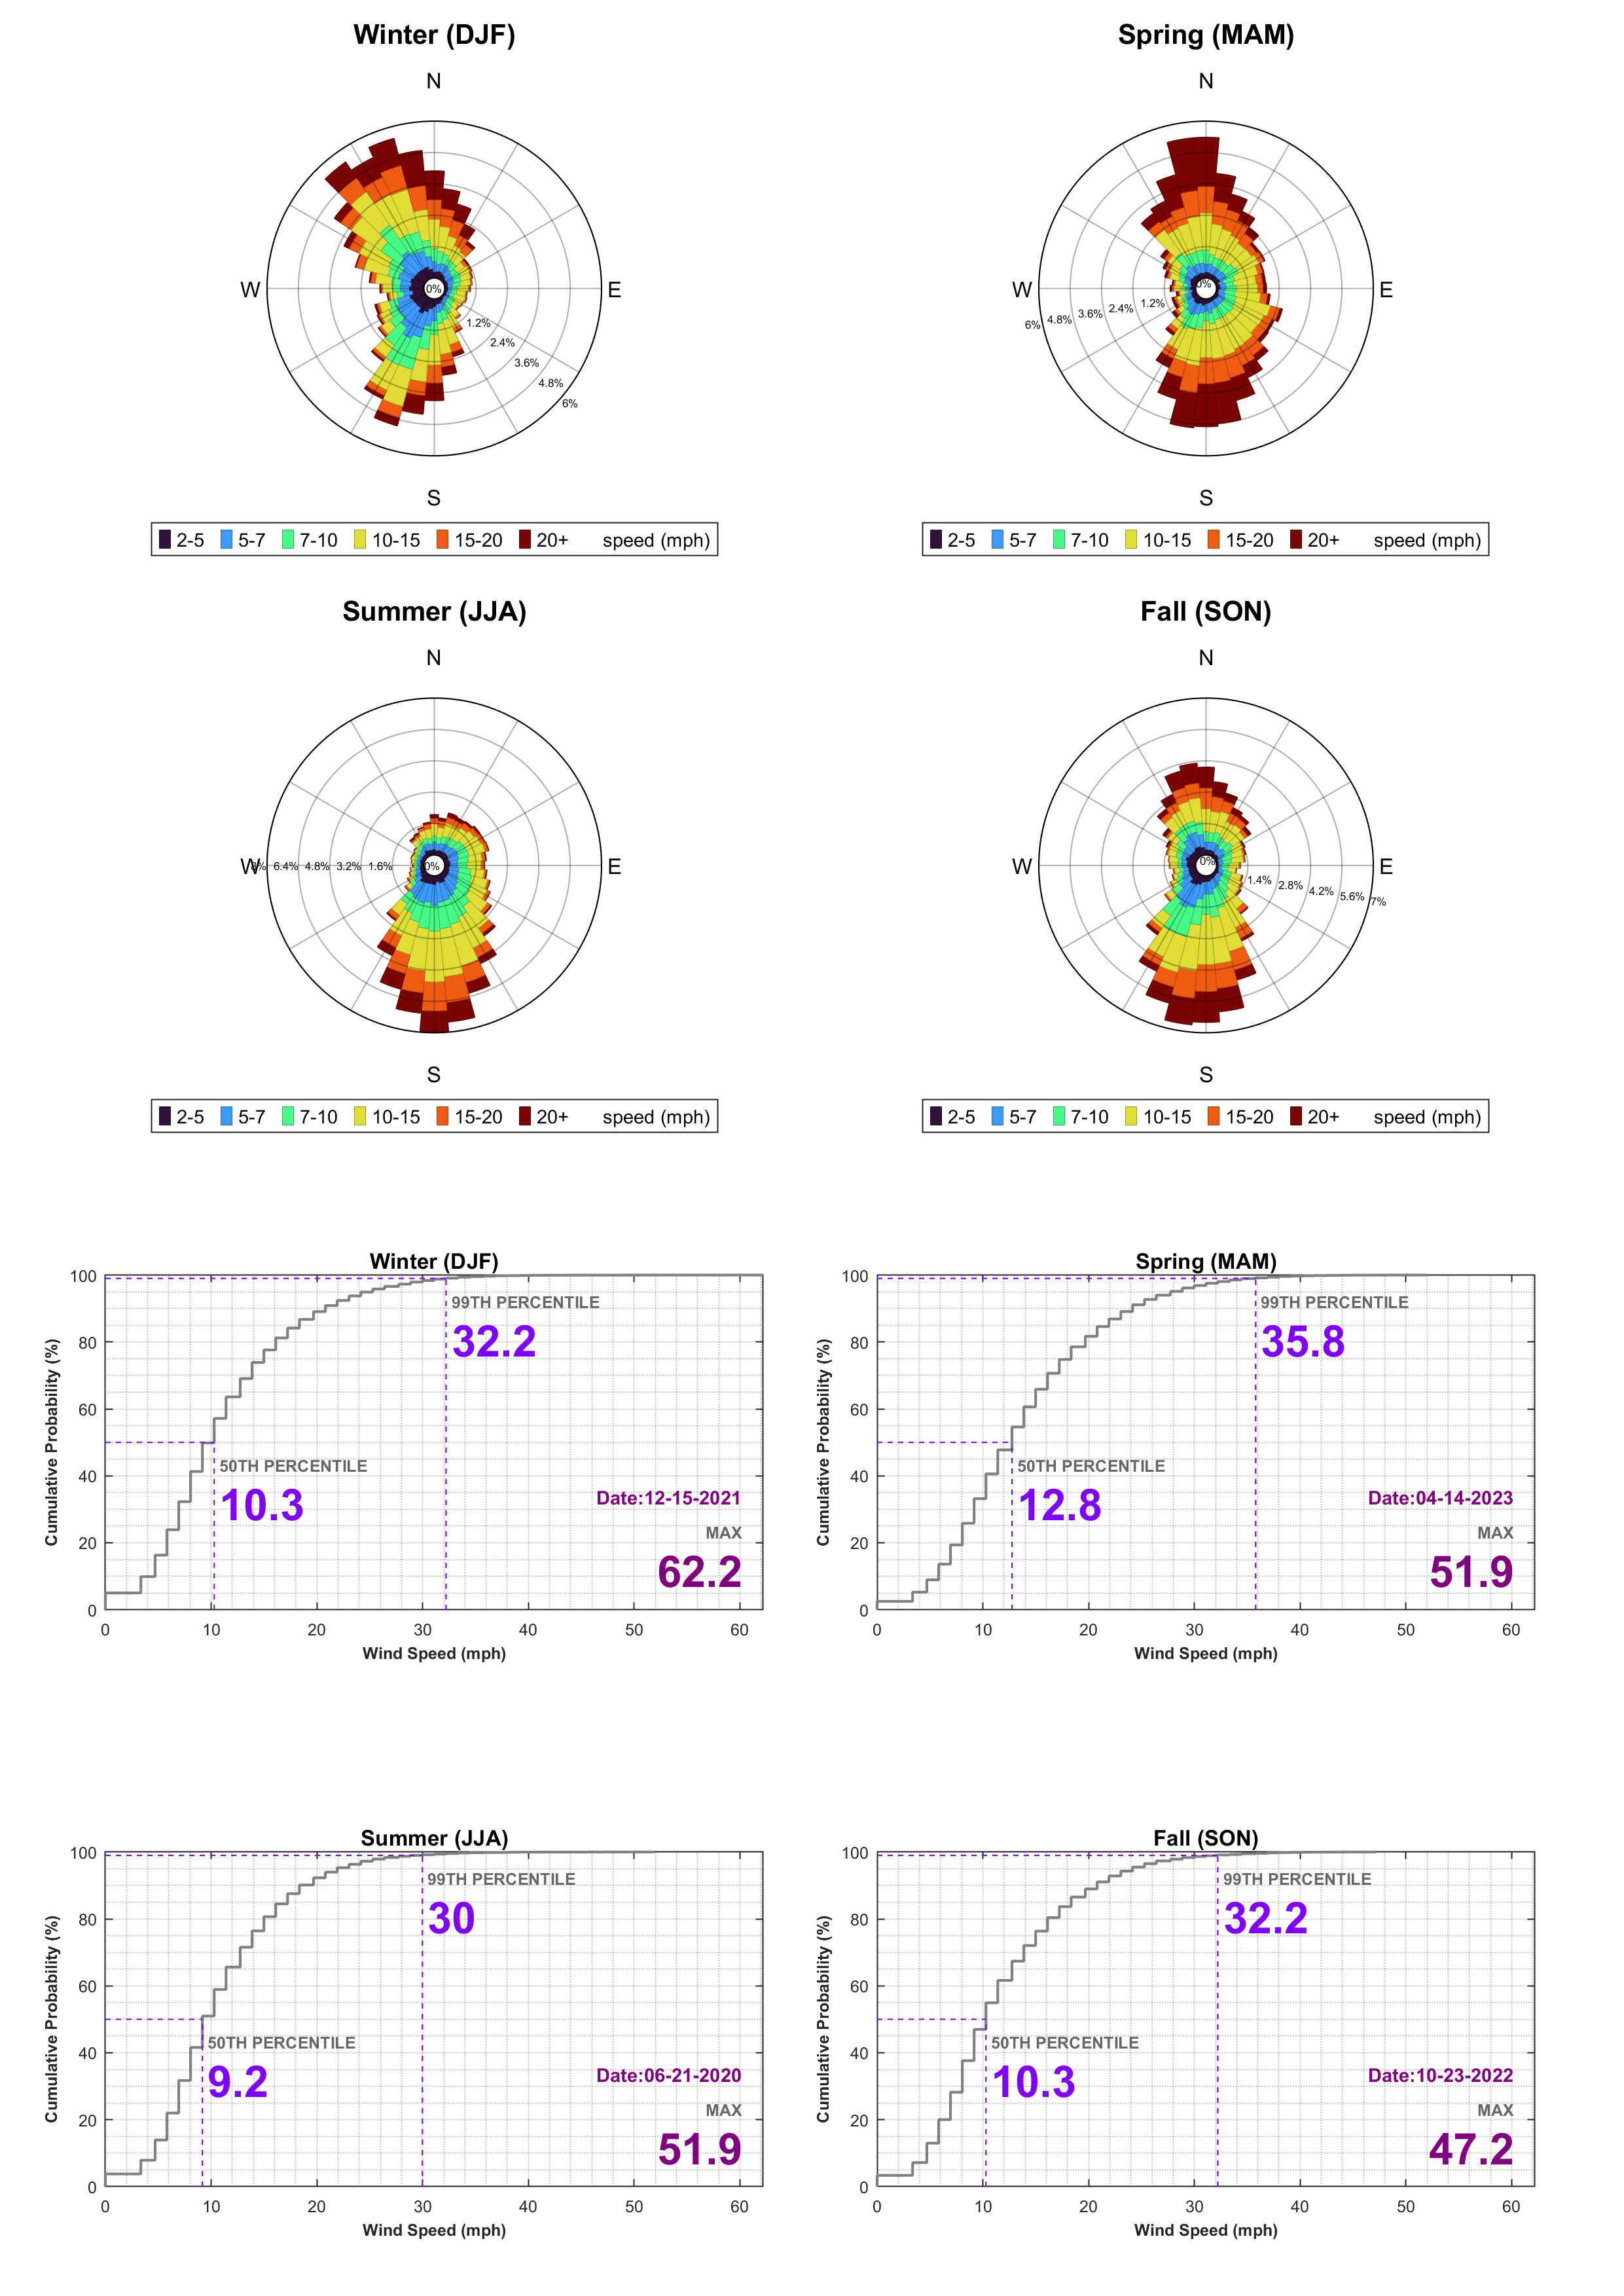 Winter (DJF)
N
W
E
0%
1.2%
2.4%
3.6%
4.8%
6%
S
2-5 5-7 7-10 10-15 15-20 20+ speed (mph)
Spring (MAM)
N
W
E
0%
1.2%
2.4%
3.6%
4.8%
6%
S
2-5 5-7 7-10 10-15 15-20 20+ speed (mph)
Summer (JJA)
N
W
E
8% 6.4% 4.8% 3.2% 1.6% 0%
S
2-5 5-7 7-10 10-15 15-20 20+ speed (mph)
Fall (SON)
N
W
E
0%
1.4%
2.8%
4.2%
5.6%
7%
S
2-5 5-7 7-10 10-15 15-20 20+ speed (mph)
Winter (DJF)
Cumulative Probability (%)
100
80
60
40
20
0
99TH PERCENTILE
32.2
50TH PERCENTILE
10.3
Date:12-15-2021
MAX
62.2
0 10 20 30 40 50 60
Wind Speed (mph)
Spring (MAM)
Cumulative Probability (%)
100
80
60
40
20
0
99TH PERCENTILE
35.8
50TH PERCENTILE
12.8
Date:04-14-2023
MAX
51.9
0 10 20 30 40 50 60
Wind Speed (mph)
Summer (JJA)
Cumulative Probability (%)
100
80
60
40
20
0
99TH PERCENTILE
30
50TH PERCENTILE
9.2
Date:06-21-2020
MAX
51.9
0 10 20 30 40 50 60
Wind Speed (mph)
Fall (SON)
Cumulative Probability (%)
100
80
60
40
20
0
99TH PERCENTILE
32.2
50TH PERCENTILE
10.3
Date:10-23-2022
MAX
47.2
0 10 20 30 40 50 60
Wind Speed (mph)